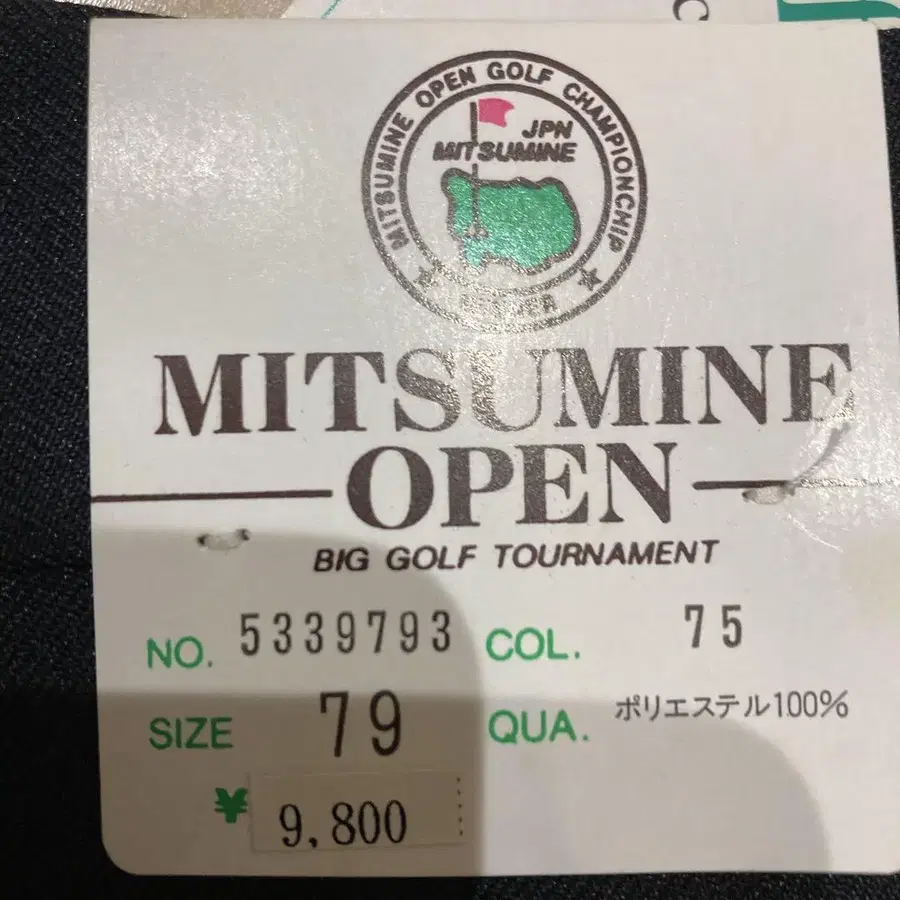 C
MITSUMINE OPEN GOLF CHAMPIONCHIP
JPN
MITSUMINE
MITSUMINE
OPEN
BIG GOLF TOURNAMENT
NO. 5339793 COL. 75
SIZE 79 QUA. ポリエステル100%
¥ 9,800